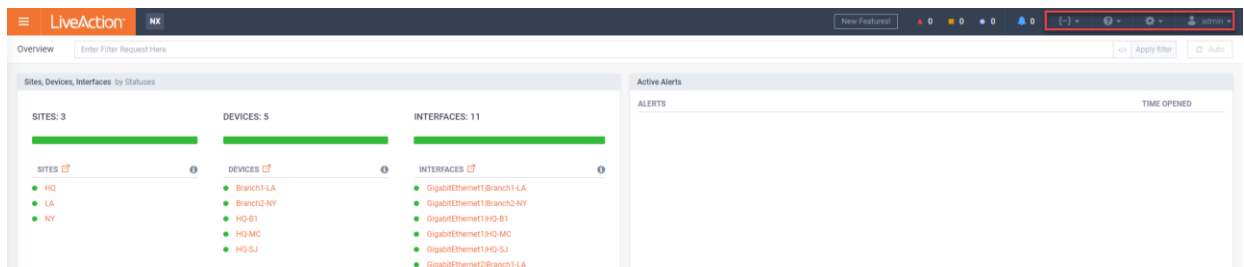 LiveAction NX New Features! 0 0 0 0 {··} admin
Overview Enter Filter Request Here Apply filter Auto
Sites, Devices, Interfaces by Statuses Active Alerts
ALERTS TIME OPENED
SITES: 3 DEVICES: 5 INTERFACES: 11
SITES DEVICES INTERFACES
HQ Branch1-LA GigabitEthernet1|Branch1-LA
LA Branch2-NY GigabitEthernet1|Branch2-NY
NY HQ-B1 GigabitEthernet1|HQ-B1
HQ-MC GigabitEthernet1|HQ-MC
HQ-SJ GigabitEthernet1|HQ-SJ
GigabitEthernet2|Branch1-LA